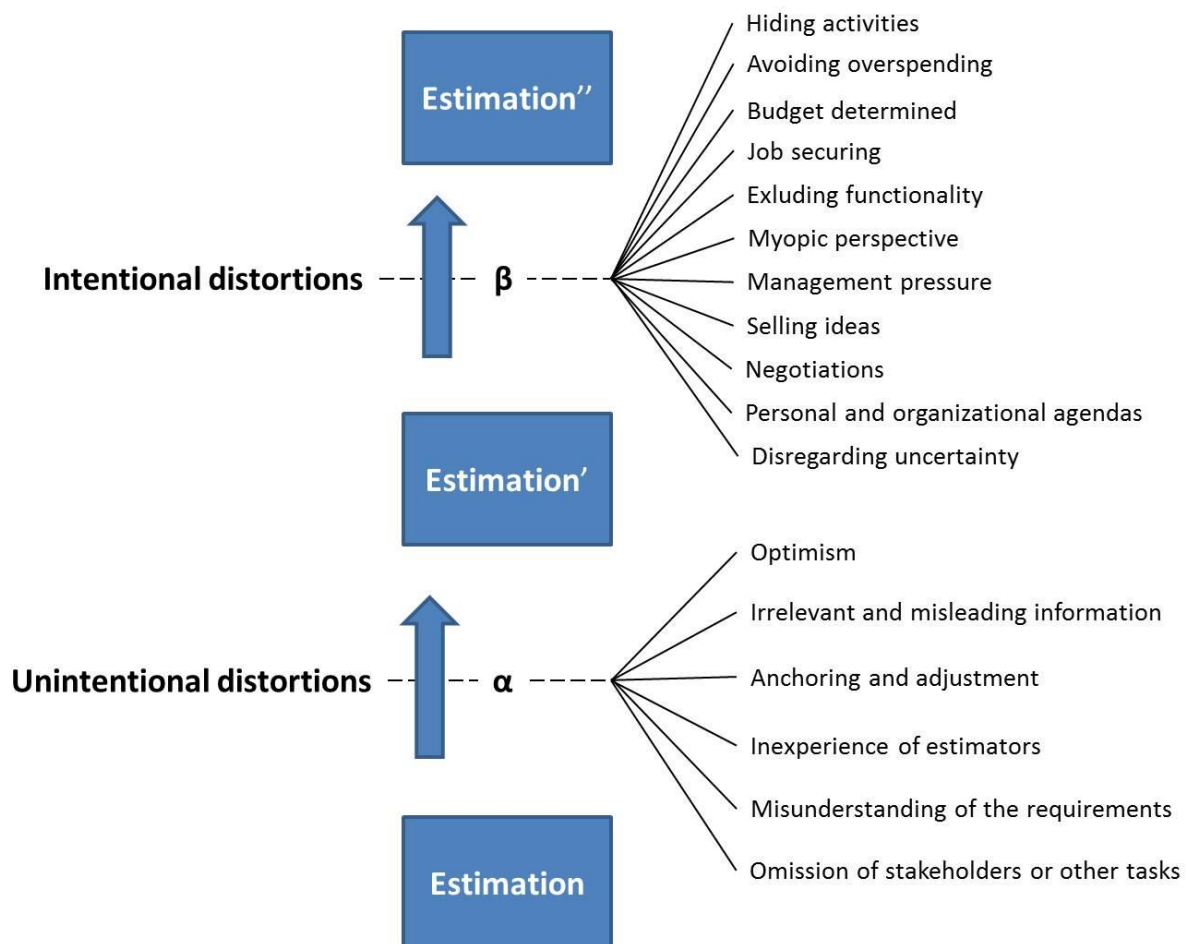 Hiding activities
Estimation′′
Avoiding overspending
Budget determined
Job securing
Exluding functionality
Myopic perspective
Intentional distortions
β
Management pressure
Selling ideas
Negotiations
Personal and organizational agendas
Disregarding uncertainty
Estimation′
Optimism
Irrelevant and misleading information
Unintentional distortions
α
Anchoring and adjustment
Inexperience of estimators
Misunderstanding of the requirements
Omission of stakeholders or other tasks
Estimation